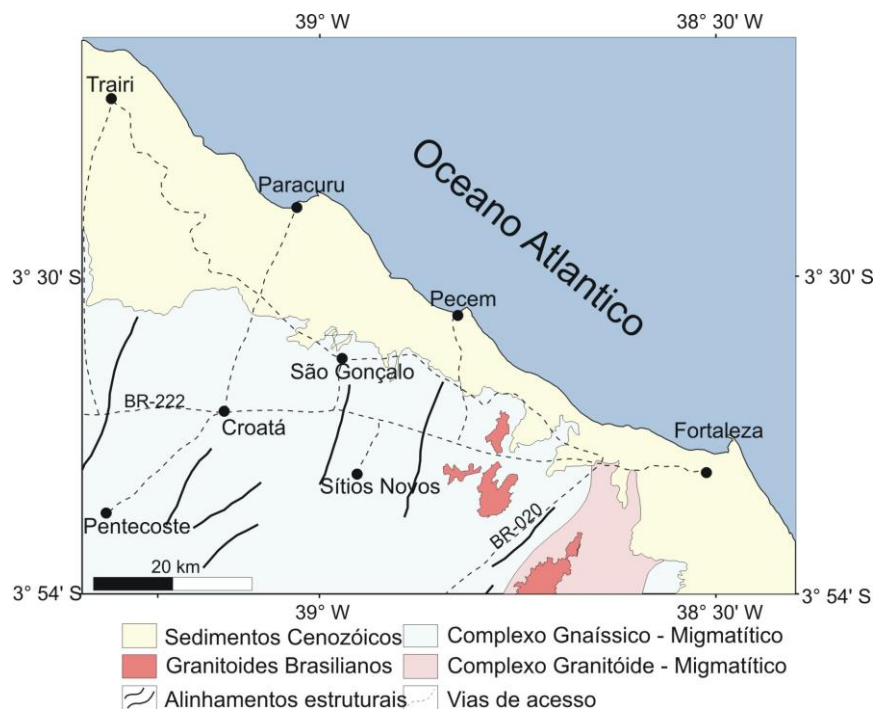 39° W
38° 30' W
Trairi
Paracuru
Oceano Atlantico
3° 30' S
3° 30' S
Pecem
São Gonçalo
BR-222
Croatá
Fortaleza
Sítios Novos
Pentecoste
BR-020
20 km
3° 54' S
3° 54' S
39° W
38° 30' W
Sedimentos Cenozóicos
Complexo Gnaíssico - Migmatítico
Granitoides Brasilianos
Complexo Granitóide - Migmatítico
Alinhamentos estruturais
Vias de acesso